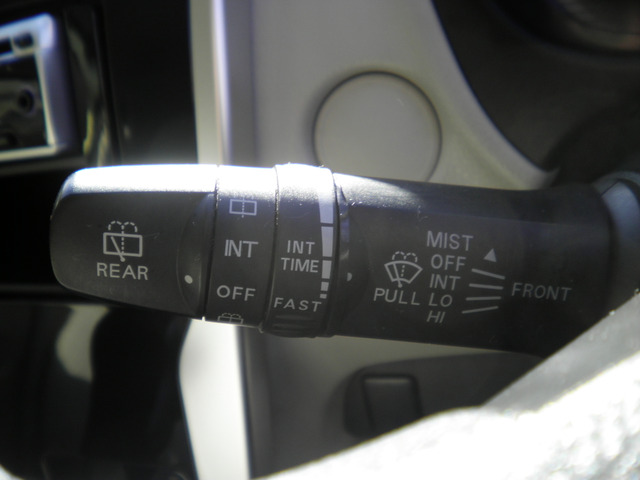 REAR
INT
OFF
INT
TIME
FAST
PULL
MIST
OFF
INT
LO
HI
FRONT